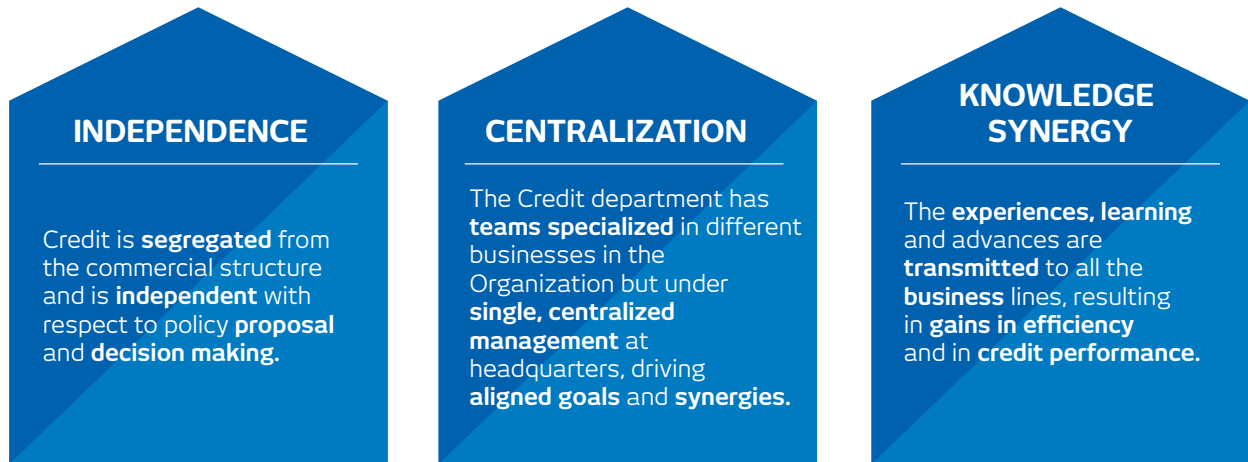 INDEPENDENCE
Credit is segregated from
the commercial structure
and is independent with
respect to policy proposal
and decision making.
CENTRALIZATION
The Credit department has
teams specialized in different
businesses in the
Organization but under
single, centralized
management at
headquarters, driving
aligned goals and synergies.
KNOWLEDGE
SYNERGY
The experiences, learning
and advances are
transmitted to all the
business lines, resulting
in gains in efficiency
and in credit performance.